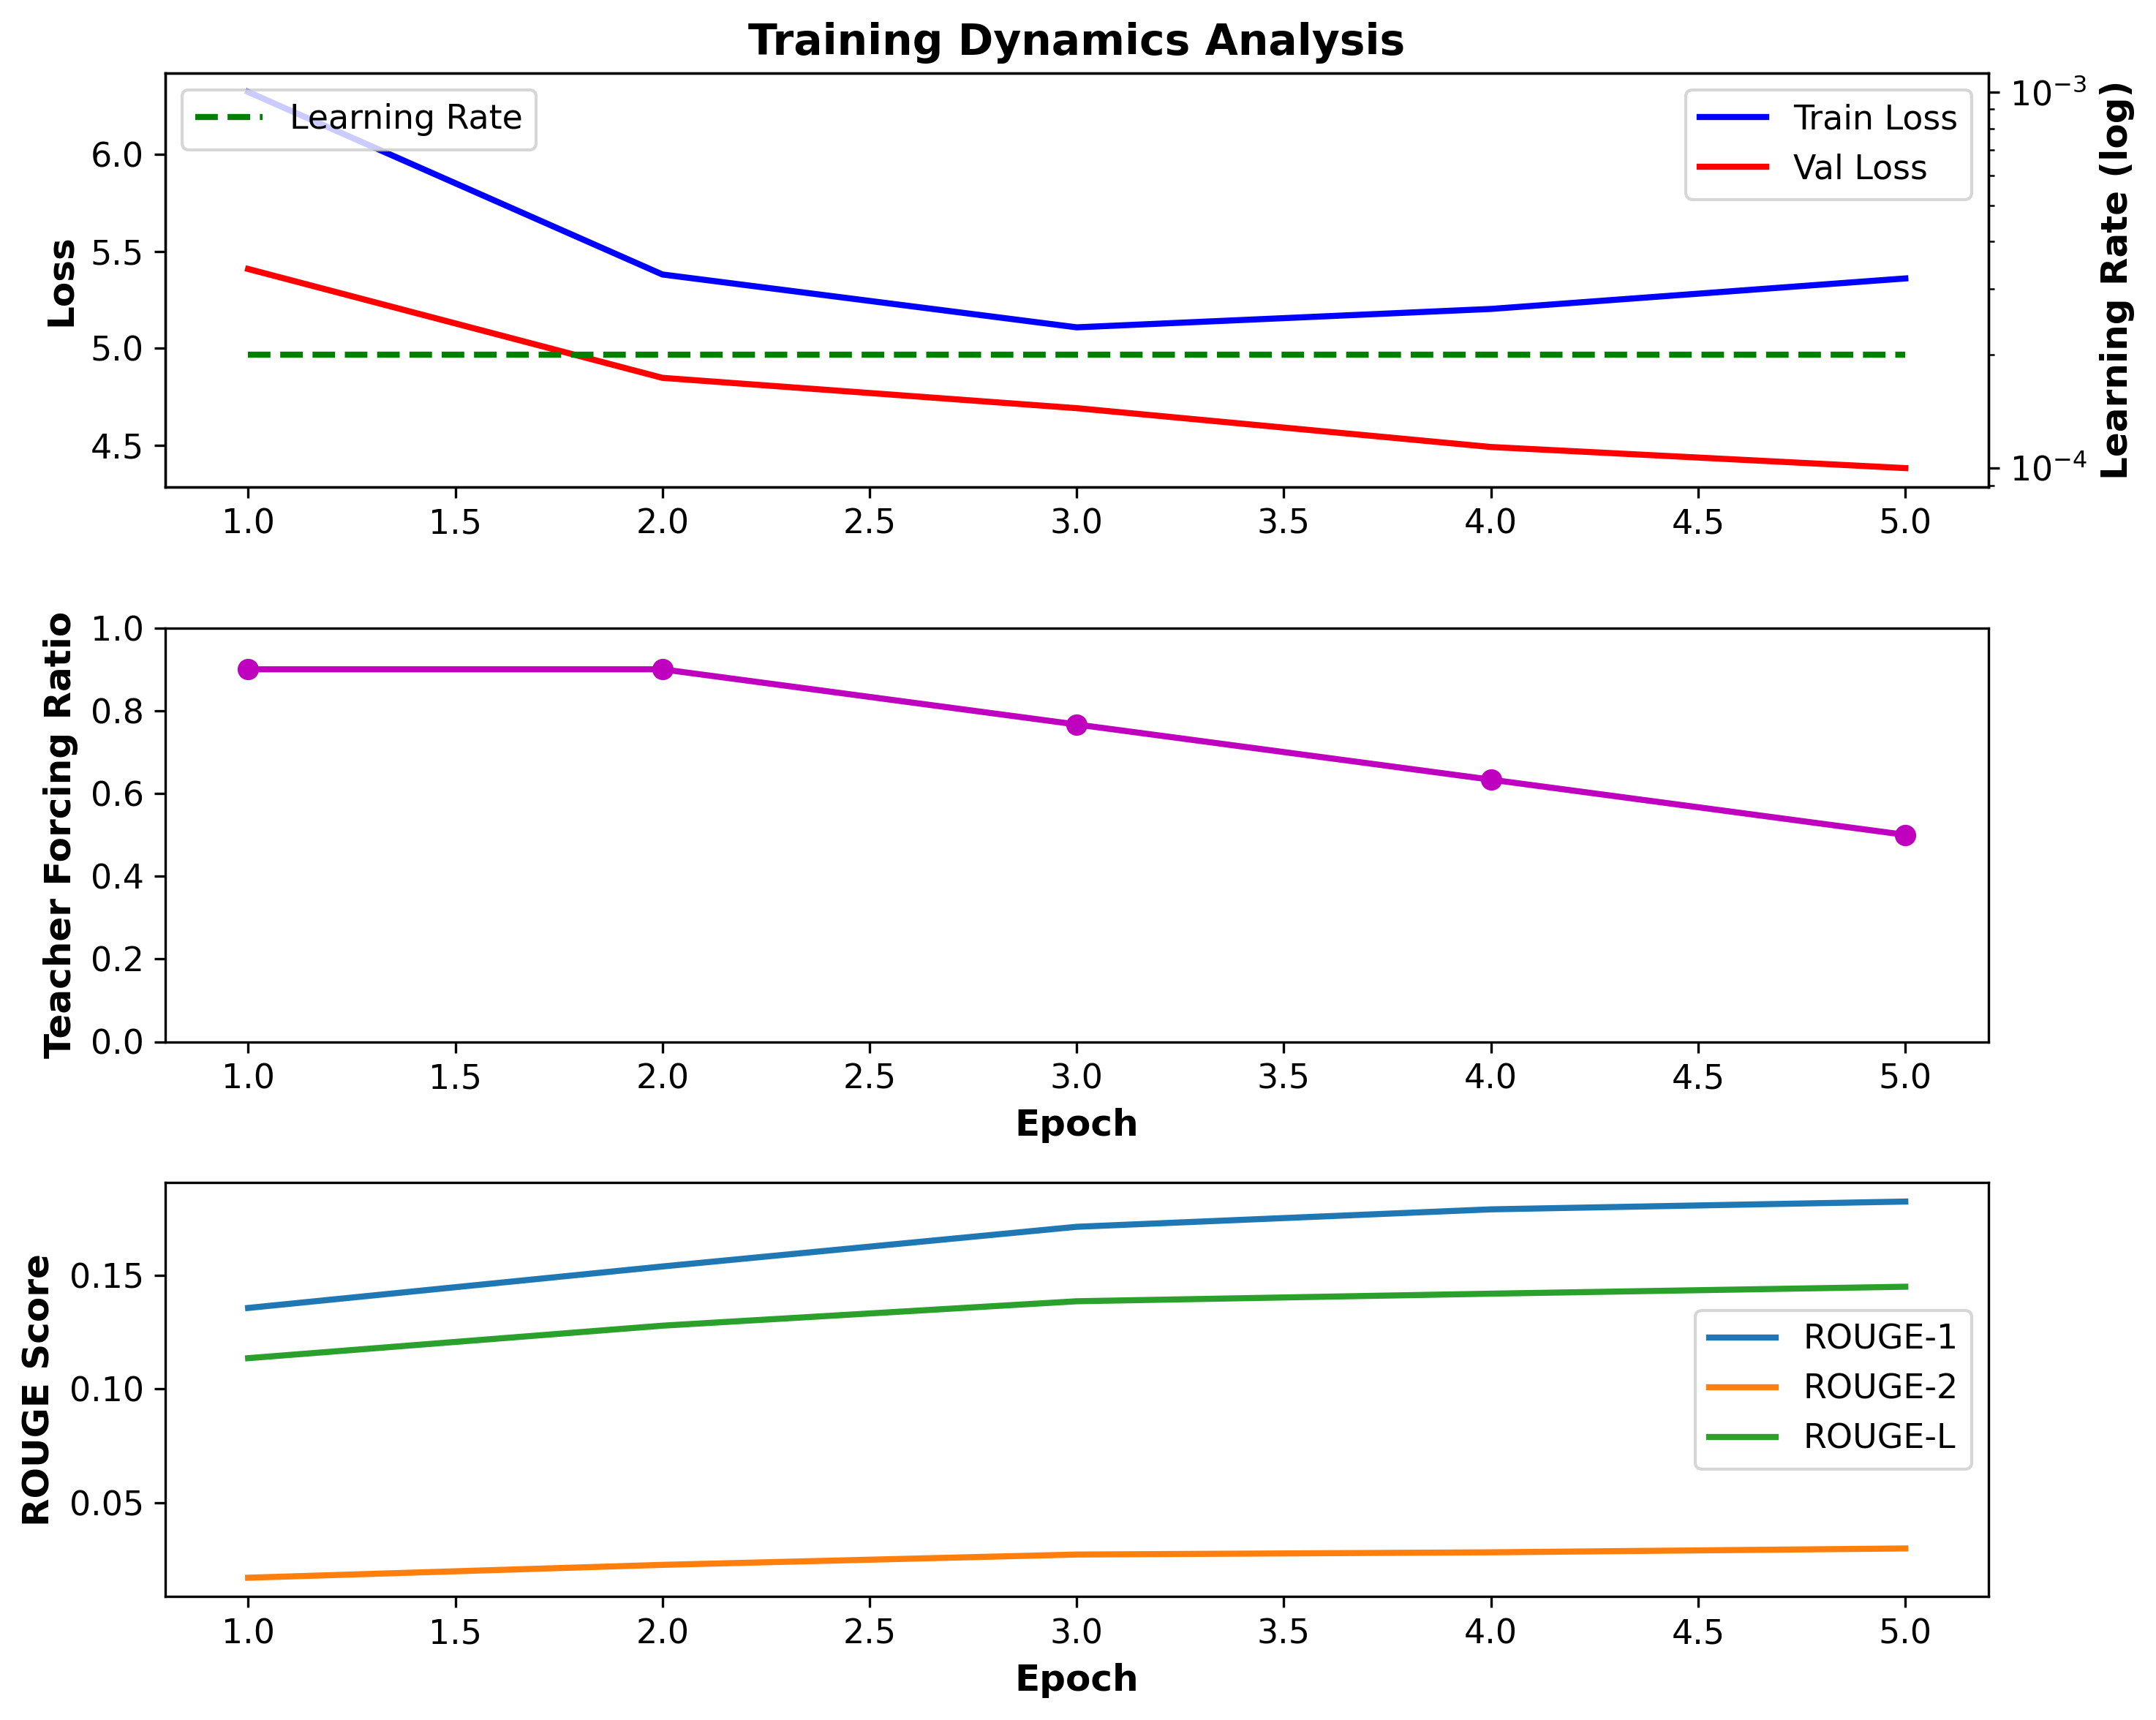 Training Dynamics Analysis
Learning Rate
Train Loss
Val Loss
Loss
6.0
5.5
5.0
4.5
Learning Rate (log)
10⁻³
10⁻⁴
1.0 1.5 2.0 2.5 3.0 3.5 4.0 4.5 5.0
Teacher Forcing Ratio
1.0
0.8
0.6
0.4
0.2
0.0
1.0 1.5 2.0 2.5 3.0 3.5 4.0 4.5 5.0
Epoch
ROUGE Score
0.15
0.10
0.05
ROUGE-1
ROUGE-2
ROUGE-L
1.0 1.5 2.0 2.5 3.0 3.5 4.0 4.5 5.0
Epoch